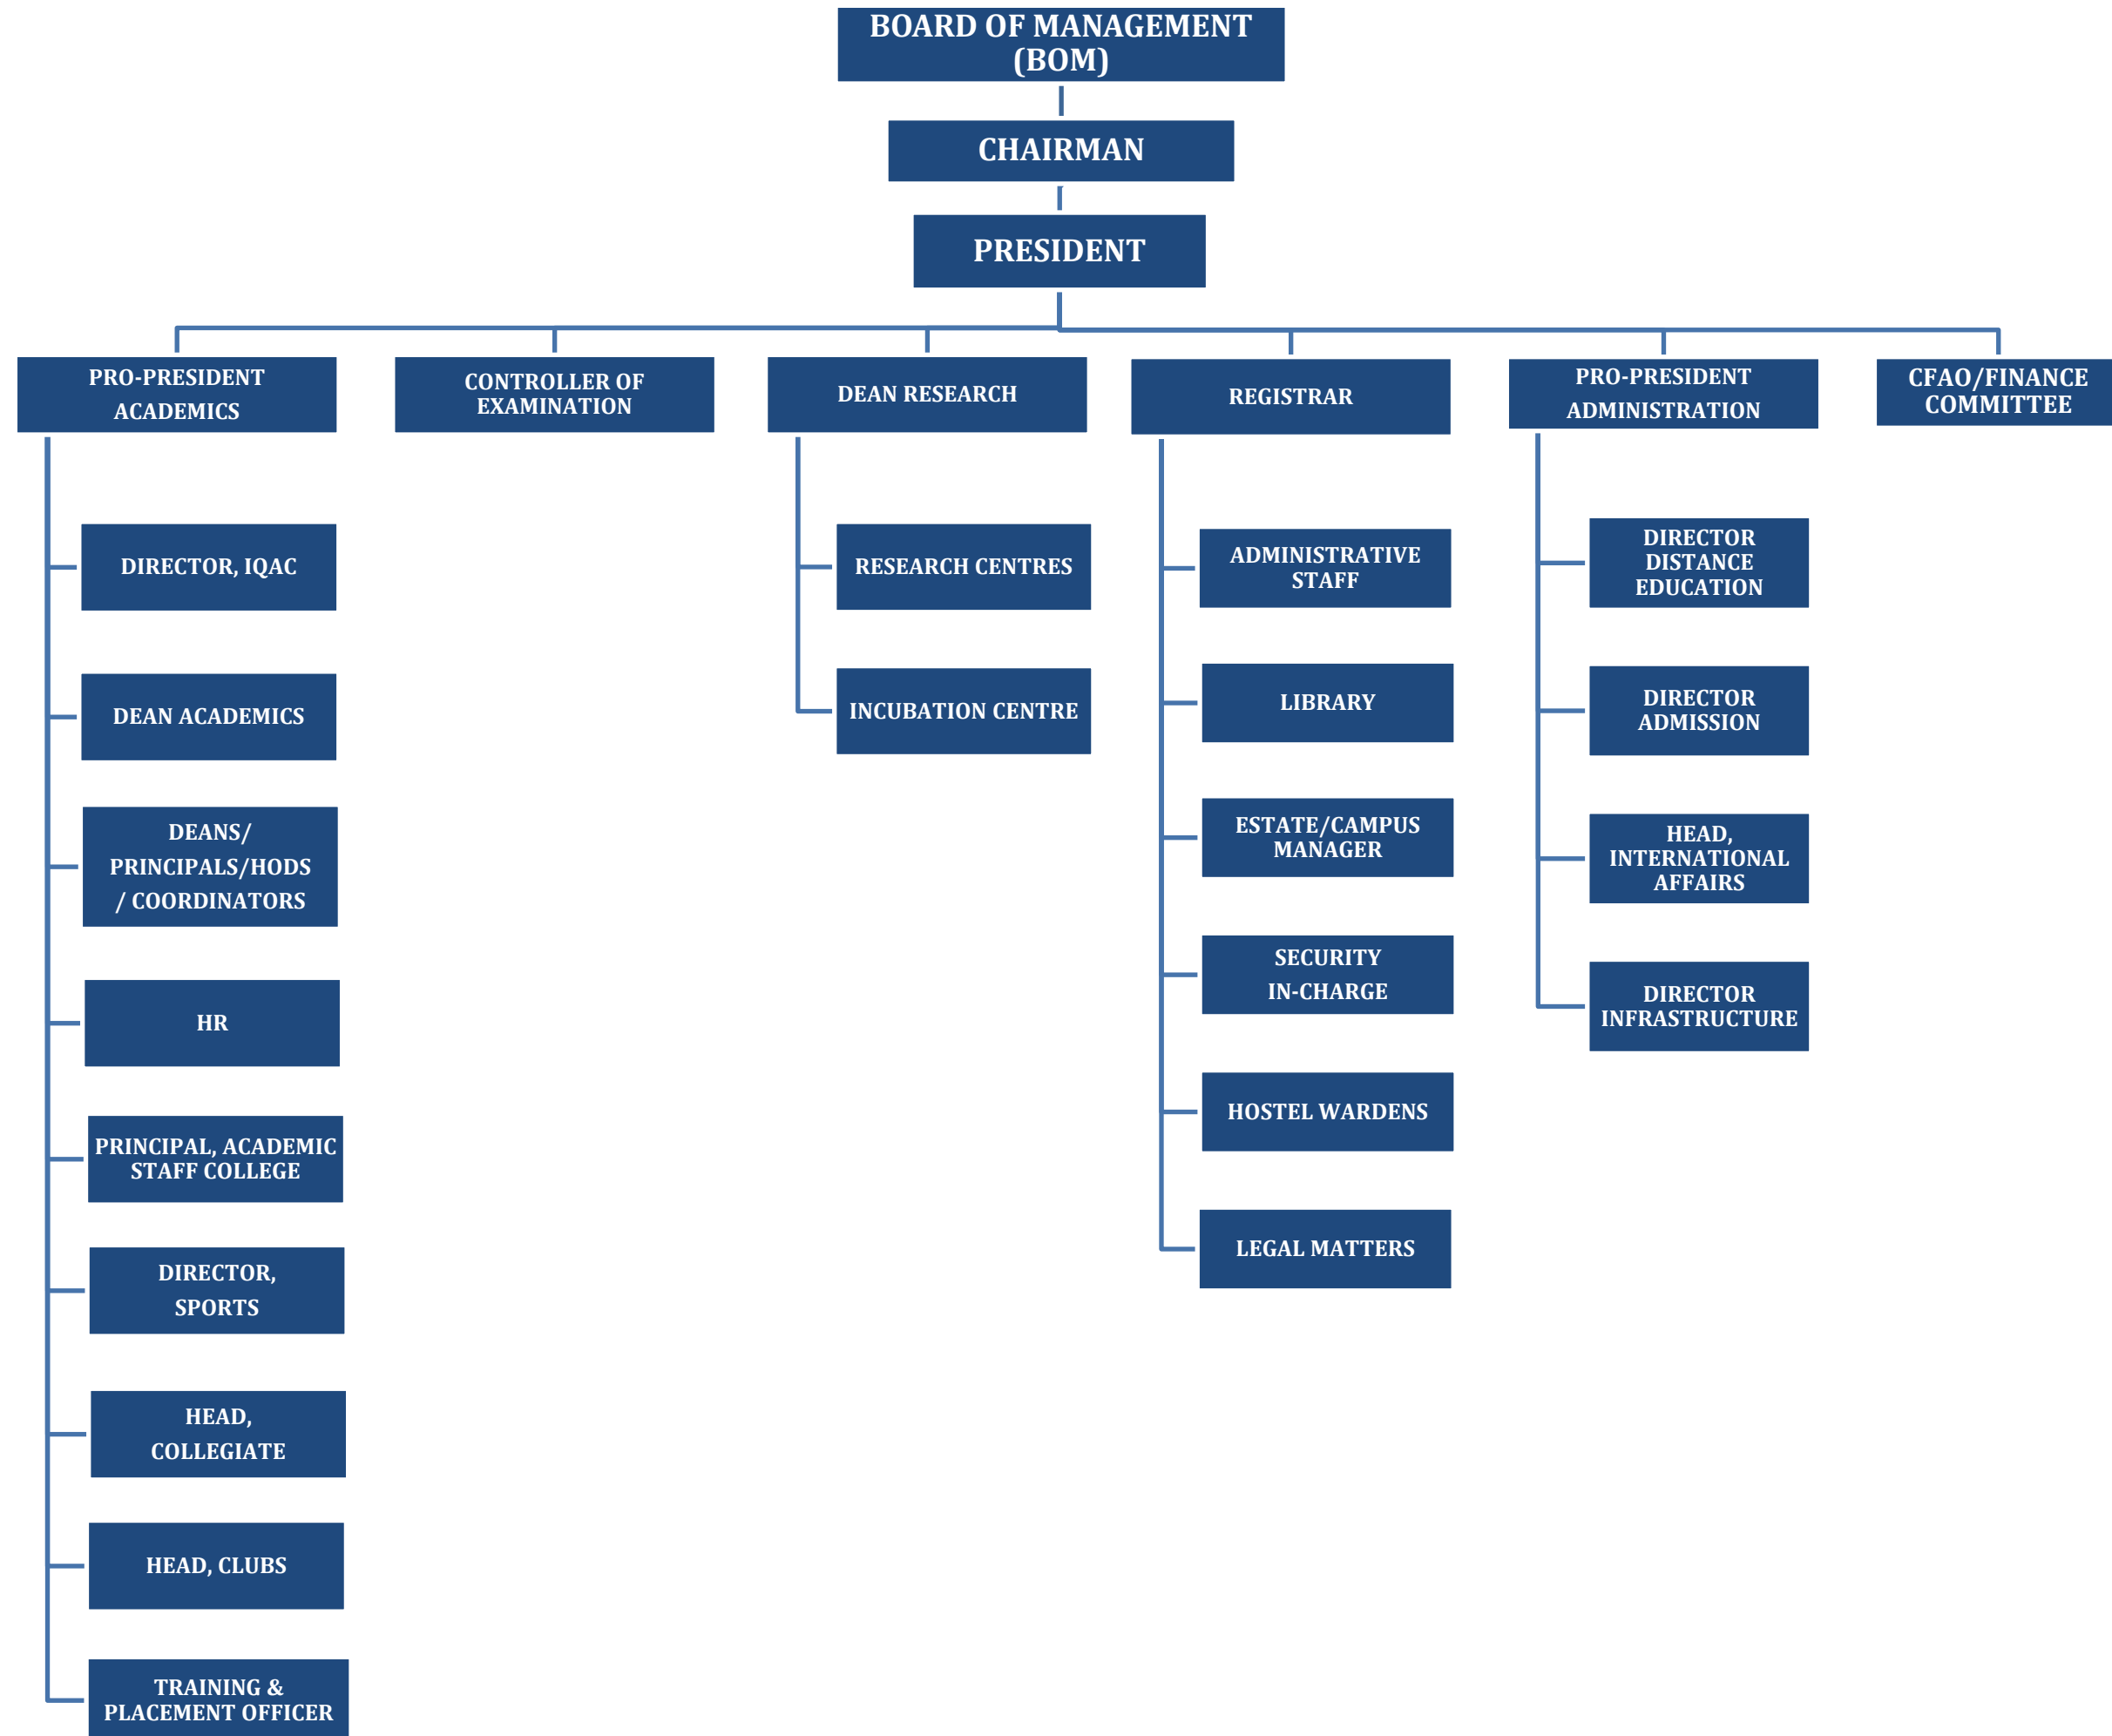 BOARD OF MANAGEMENT
(BOM)
CHAIRMAN
PRESIDENT
PRO-PRESIDENT
ACADEMICS
CONTROLLER OF
EXAMINATION
DEAN RESEARCH
REGISTRAR
PRO-PRESIDENT
ADMINISTRATION
CFAO/FINANCE
COMMITTEE
DIRECTOR, IQAC
DEAN ACADEMICS
DEANS/
PRINCIPALS/HODS
/ COORDINATORS
HR
PRINCIPAL, ACADEMIC
STAFF COLLEGE
DIRECTOR,
SPORTS
HEAD,
COLLEGIATE
HEAD, CLUBS
TRAINING &
PLACEMENT OFFICER
RESEARCH CENTRES
INCUBATION CENTRE
ADMINISTRATIVE
STAFF
LIBRARY
ESTATE/CAMPUS
MANAGER
SECURITY
IN-CHARGE
HOSTEL WARDENS
LEGAL MATTERS
DIRECTOR
DISTANCE
EDUCATION
DIRECTOR
ADMISSION
HEAD,
INTERNATIONAL
AFFAIRS
DIRECTOR
INFRASTRUCTURE